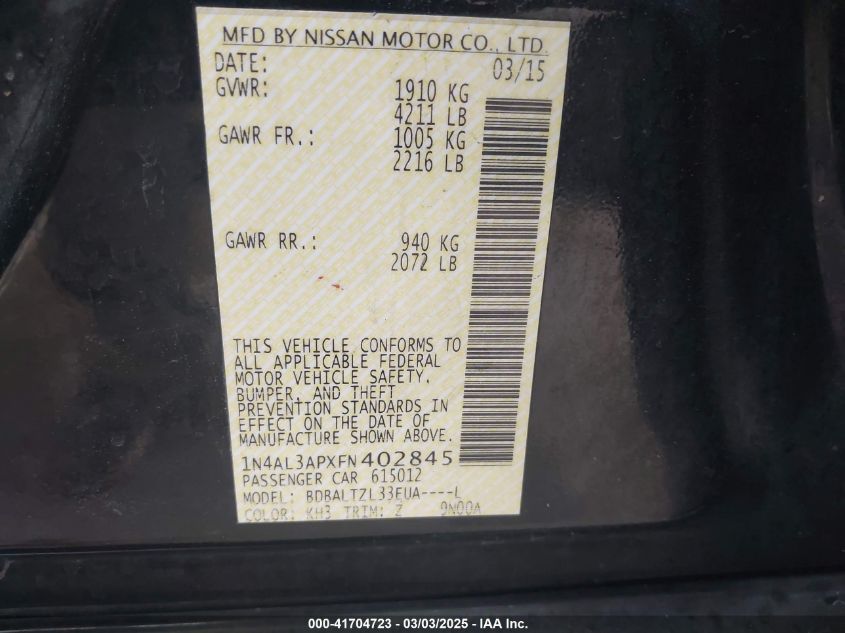 MFD BY NISSAN MOTOR CO., LTD.
DATE: 03/15
GVWR: 1910 KG
4211 LB
GAWR FR.: 1005 KG
2216 LB
GAWR RR.: 940 KG
2072 LB
THIS VEHICLE CONFORMS TO
ALL APPLICABLE FEDERAL
MOTOR VEHICLE SAFETY,
BUMPER, AND THEFT
PREVENTION STANDARDS IN
EFFECT ON THE DATE OF
MANUFACTURE SHOWN ABOVE.
1N4AL3APXFN402845
PASSENGER CAR 615012
MODEL: BDBALTZL33EUA----L
COLOR: KH3 TRIM: Z 9N00A
000-41704723 - 03/03/2025 - IAA Inc.